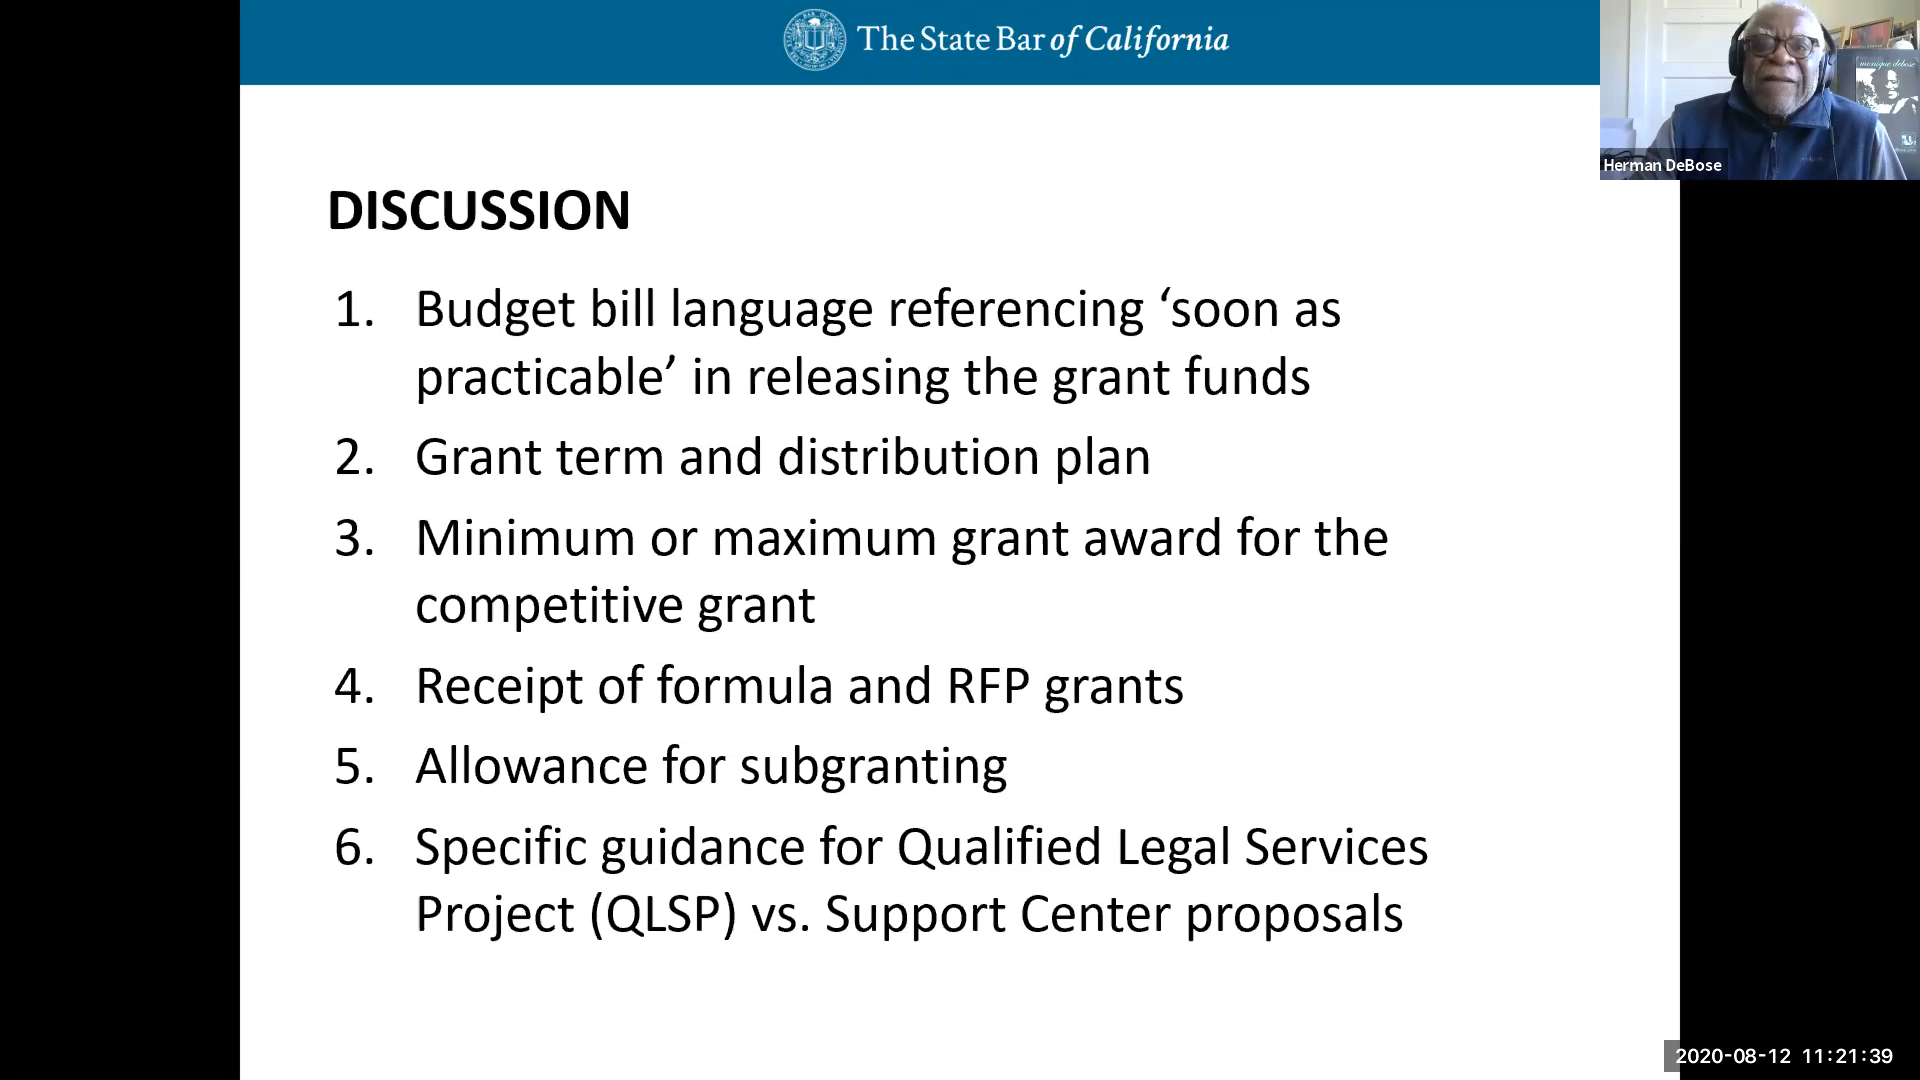 The State Bar of California
monique debose
Herman DeBose
DISCUSSION
1. Budget bill language referencing ‘soon as
practicable’ in releasing the grant funds
2. Grant term and distribution plan
3. Minimum or maximum grant award for the
competitive grant
4. Receipt of formula and RFP grants
5. Allowance for subgranting
6. Specific guidance for Qualified Legal Services
Project (QLSP) vs. Support Center proposals
2020-08-12 11:21:39